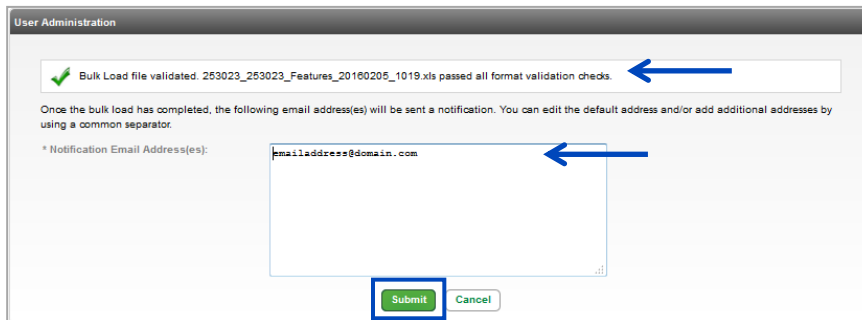 User Administration
Bulk Load file validated. 253023_253023_Features_20160205_1019.xls passed all format validation checks.
Once the bulk load has completed, the following email address(es) will be sent a notification. You can edit the default address and/or add additional addresses by
using a common separator.
* Notification Email Address(es):
emailaddress@domain.com
Submit Cancel